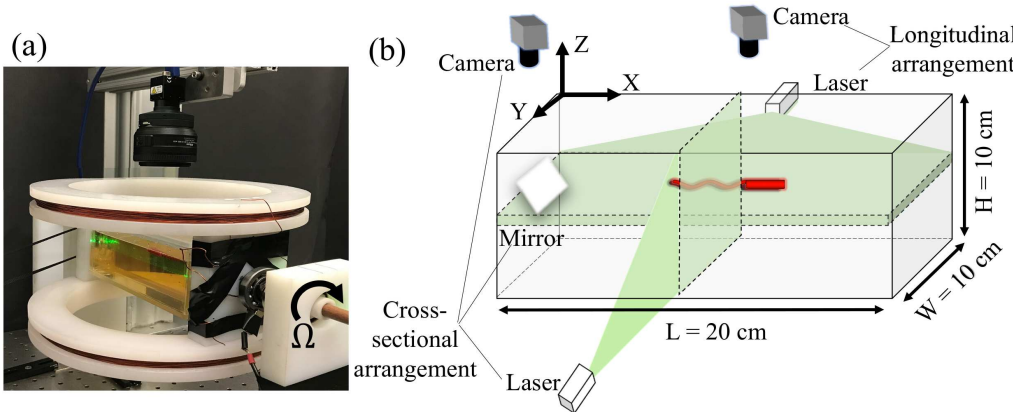 (a)
Ω
(b)
Camera
Camera
Longitudinal
arrangement
Laser
Z
X
Y
Mirror
H = 10 cm
W = 10 cm
L = 20 cm
Cross-
sectional
arrangement
Laser